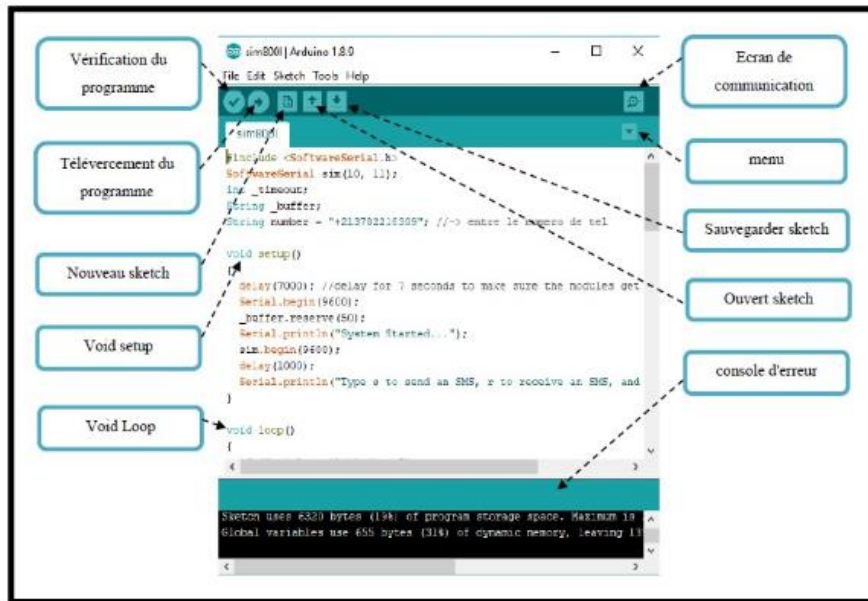 Vérification du
programme
Télévercement du
programme
Nouveau sketch
Void setup
Void Loop
sim800l | Arduino 1.8.9
File Edit Sketch Tools Help
sim800l
#include <SoftwareSerial.h>
SoftwareSerial sim(10, 11);
int _timeout;
String _buffer;
String number = "+213782216305"; //-> entre le numero de tel
void setup()
{
delay(7000); //delay for 7 seconds to make sure the modules get
Serial.begin(9600);
_buffer.reserve(50);
Serial.println("System Started...");
sim.begin(9600);
delay(1000);
Serial.println("Type s to send an SMS, r to receive an SMS, and
}
void loop()
{
Sketch uses 6320 bytes (19%) of program storage space. Maximum is
Global variables use 655 bytes (31%) of dynamic memory, leaving 13
Ecran de
communication
menu
Sauvegarder sketch
Ouvert sketch
console d'erreur